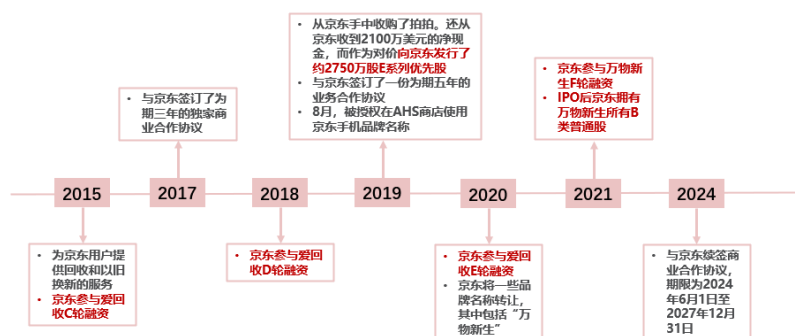 从京东手中收购了拍拍。还从
京东收到2100万美元的净现
金，而作为对价向京东发行了
约2750万股E系列优先股
与京东签订了一份为期五年的
业务合作协议
8月，被授权在AHS商店使用
京东手机品牌名称
京东参与万物新
生F轮融资
IPO后京东拥有
万物新生所有B
类普通股
与京东签订了为
期三年的独家商
业合作协议
2015
2017
2018
2019
2020
2021
2024
为京东用户提
供回收和以旧
换新的服务
京东参与爱回
收C轮融资
京东参与爱回
收D轮融资
京东参与爱回
收E轮融资
京东将一些品
牌名称转让，
其中包括“万
物新生”
与京东续签商
业合作协议，
期限为2024
年6月1日至
2027年12月
31日